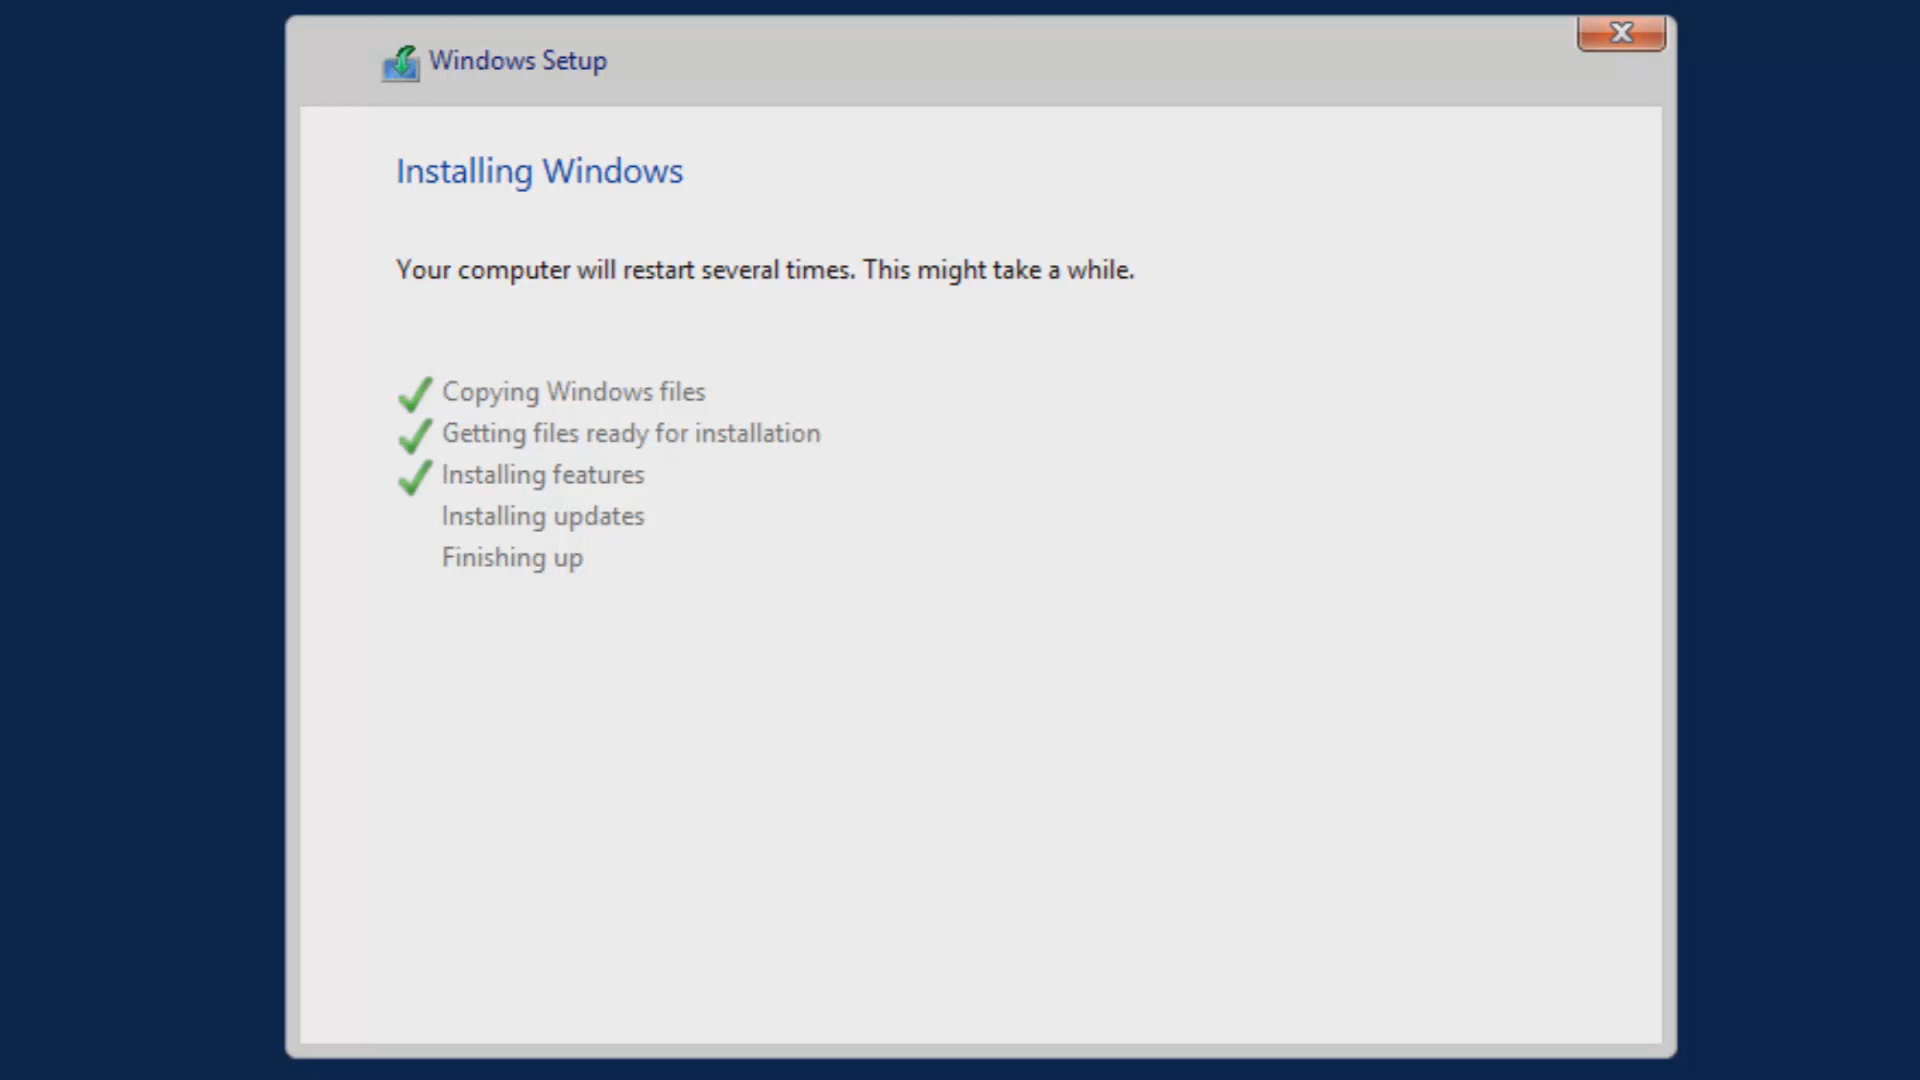 Windows Setup
Installing Windows
Your computer will restart several times. This might take a while.
Copying Windows files
Getting files ready for installation
Installing features
Installing updates
Finishing up